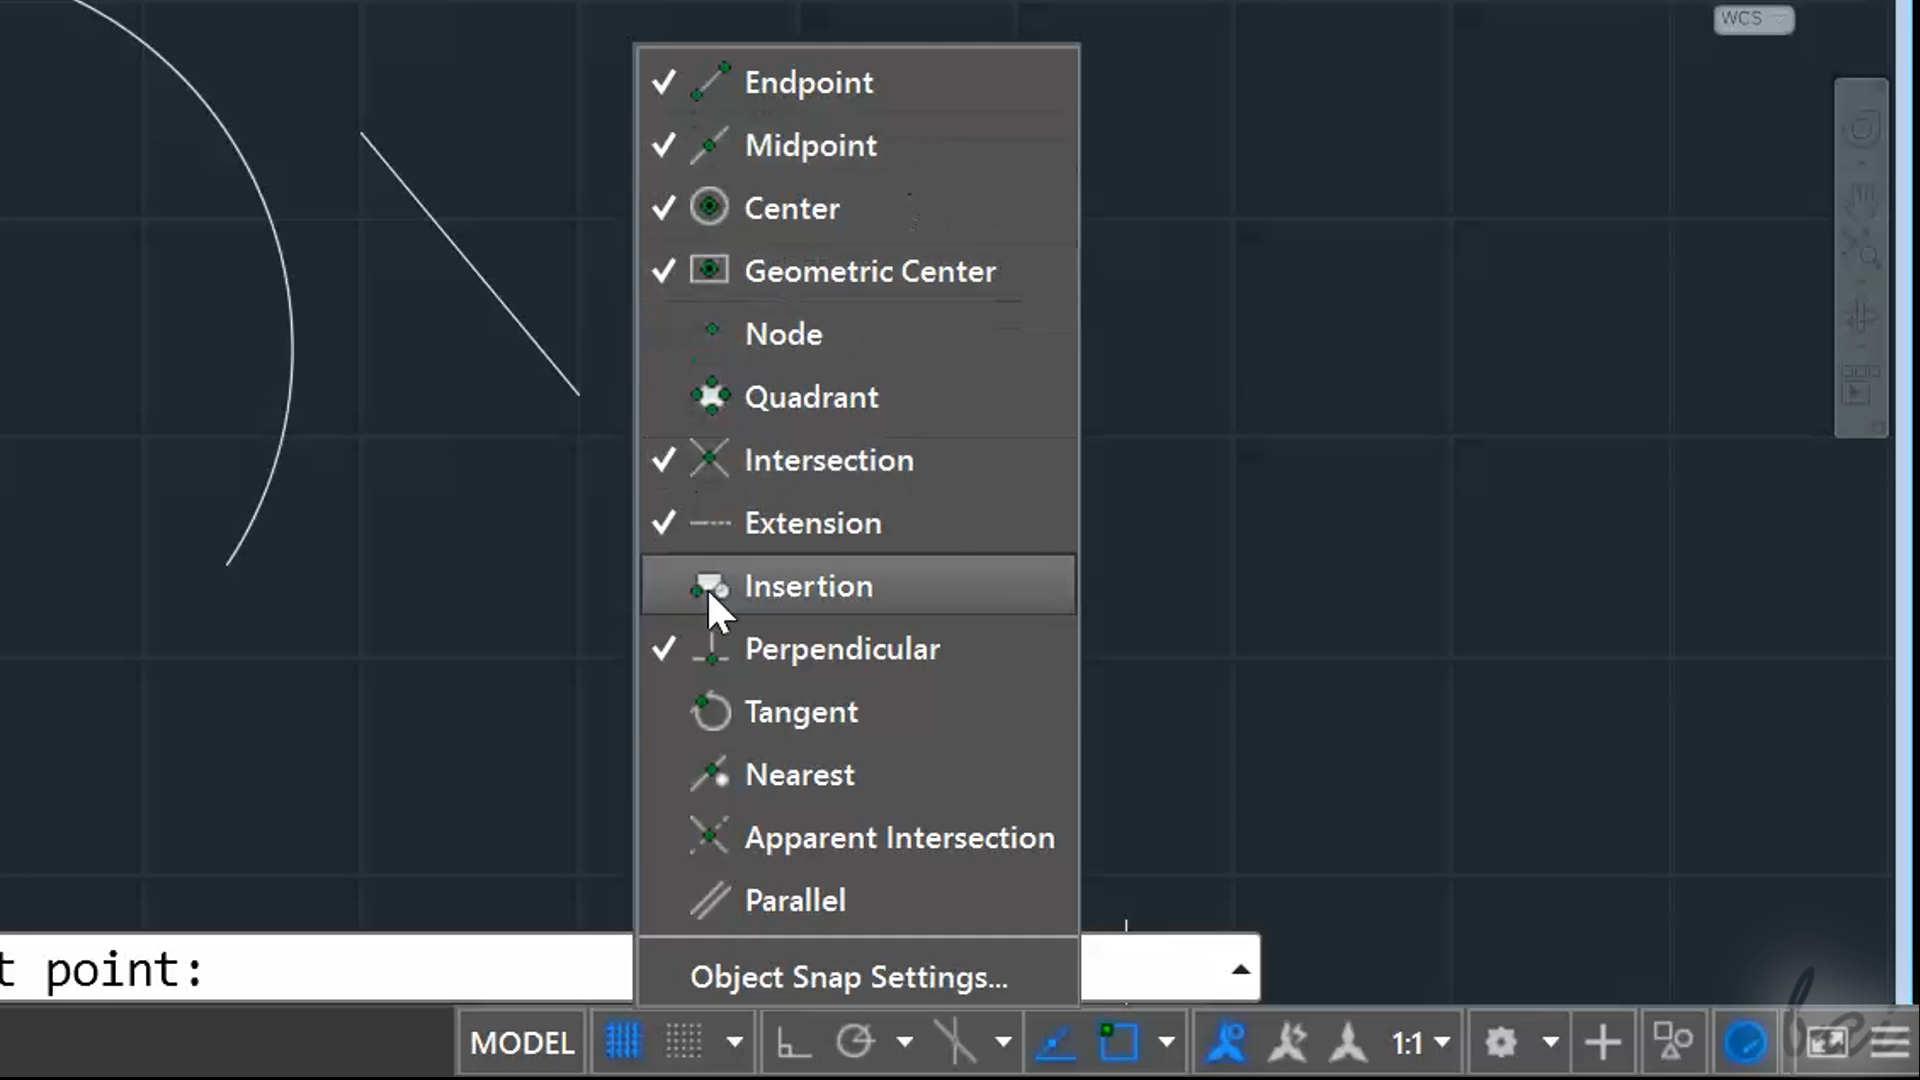 WCS
Endpoint
Midpoint
Center
Geometric Center
Node
Quadrant
Intersection
Extension
Insertion
Perpendicular
Tangent
Nearest
Apparent Intersection
Parallel
t point:
Object Snap Settings...
MODEL
1:1